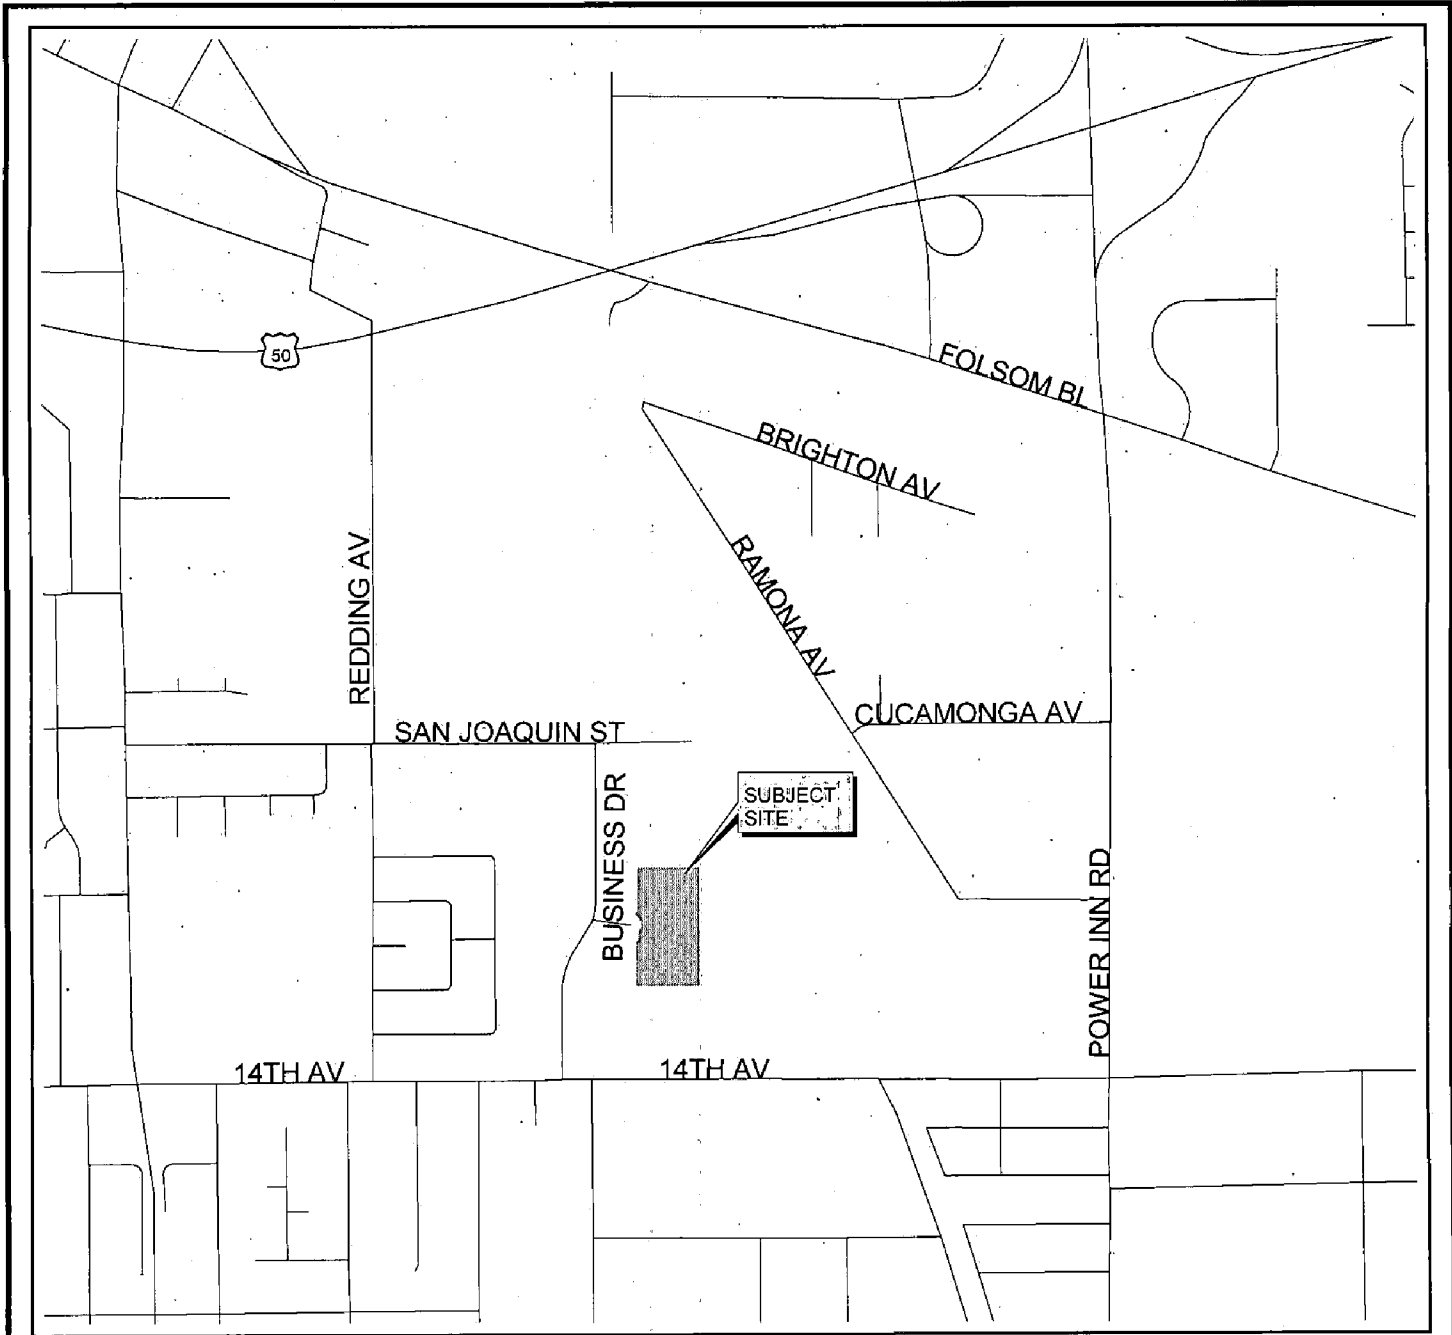 50
FOLSOM BL
BRIGHTON AV
REDDING AV
RAMONA AV
CUCAMONGA AV
SAN JOAQUIN ST
BUSINESS DR
SUBJECT
SITE
POWER INN RD
14TH AV
14TH AV